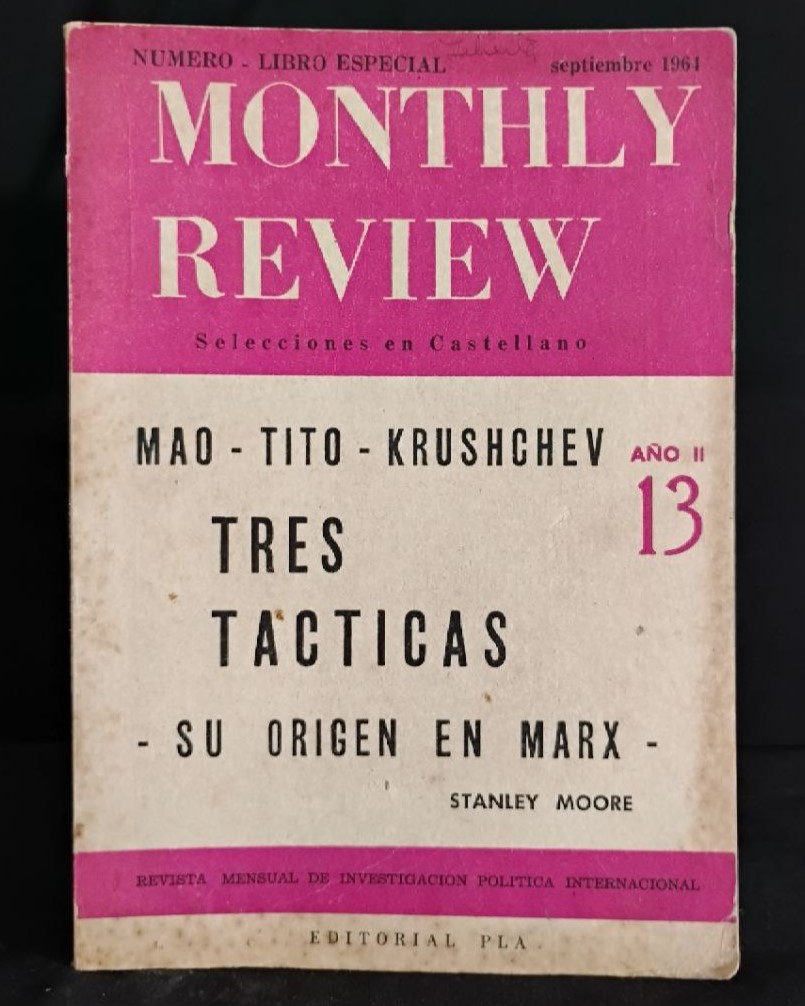 NUMERO - LIBRO ESPECIAL septiembre 1964
MONTHLY
REVIEW
Selecciones en Castellano
MAO - TITO - KRUSHCHEV AÑO II
13
TRES
TACTICAS
- SU ORIGEN EN MARX -
STANLEY MOORE
REVISTA MENSUAL DE INVESTIGACION POLITICA INTERNACIONAL
EDITORIAL PLA